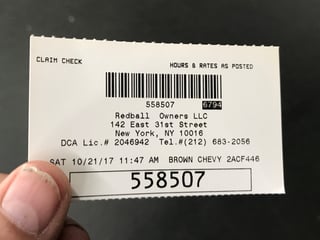 CLAIM CHECK
HOURS & RATES AS POSTED
558507 6794
Redball Owners LLC
142 East 31st Street
New York, NY 10016
DCA Lic.# 2046942 Tel.#(212) 683-2056
SAT 10/21/17 11:47 AM BROWN CHEVY 2ACF446
558507